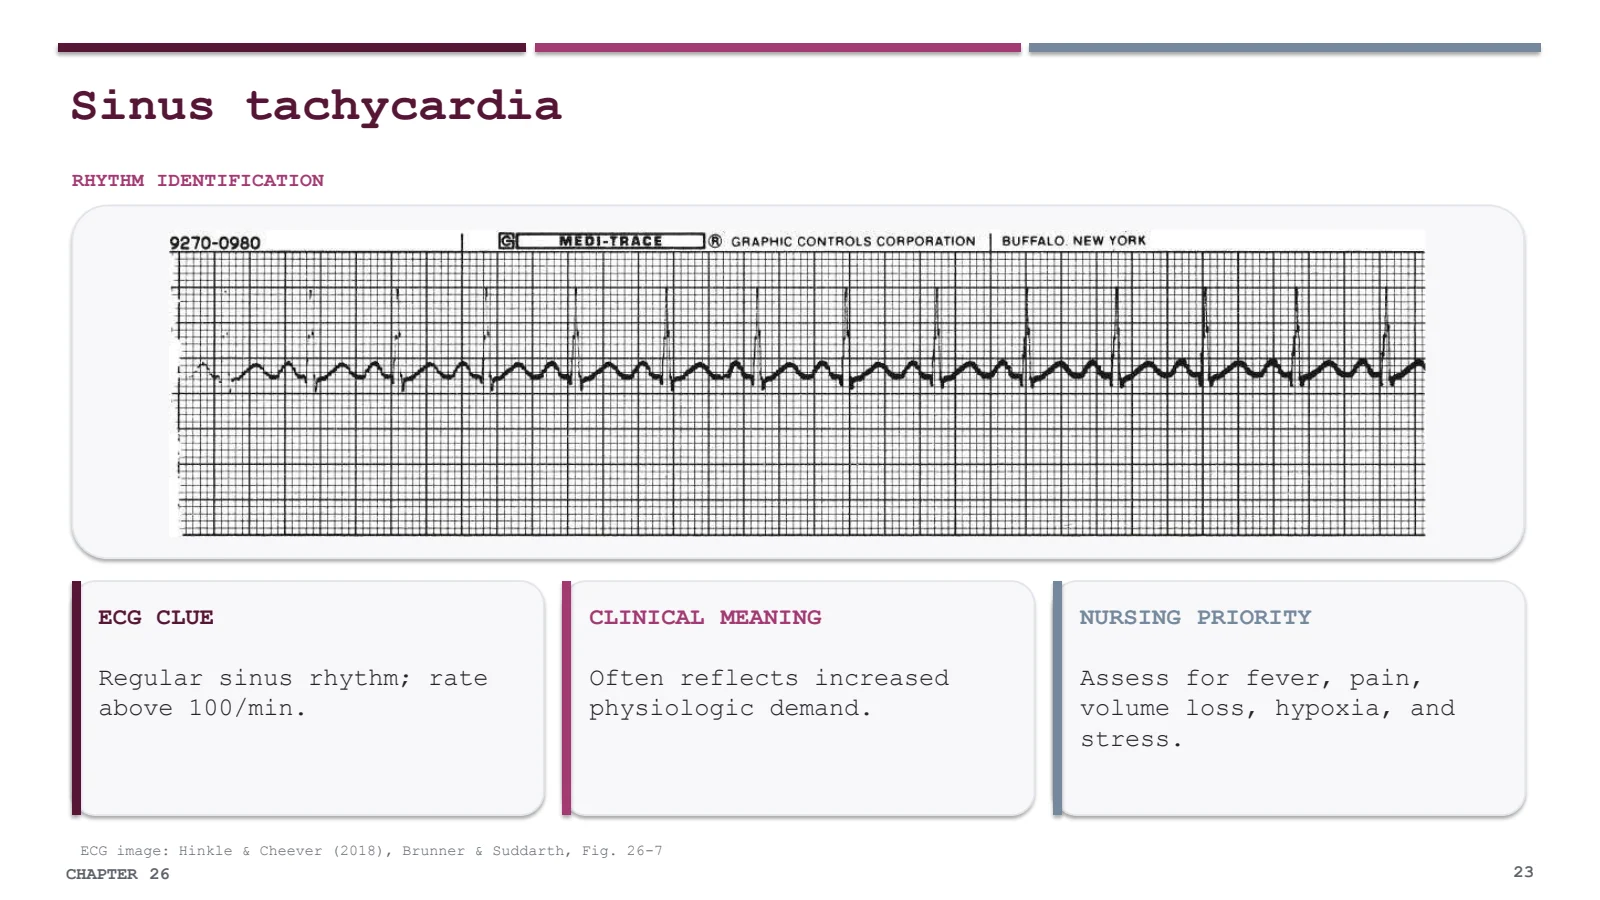 Sinus tachycardia
RHYTHM IDENTIFICATION
9270-0980 G MEDI-TRACE ® GRAPHIC CONTROLS CORPORATION BUFFALO. NEW YORK
ECG CLUE
Regular sinus rhythm; rate
above 100/min.
CLINICAL MEANING
Often reflects increased
physiologic demand.
NURSING PRIORITY
Assess for fever, pain,
volume loss, hypoxia, and
stress.
ECG image: Hinkle & Cheever (2018), Brunner & Suddarth, Fig. 26-7
CHAPTER 26
23